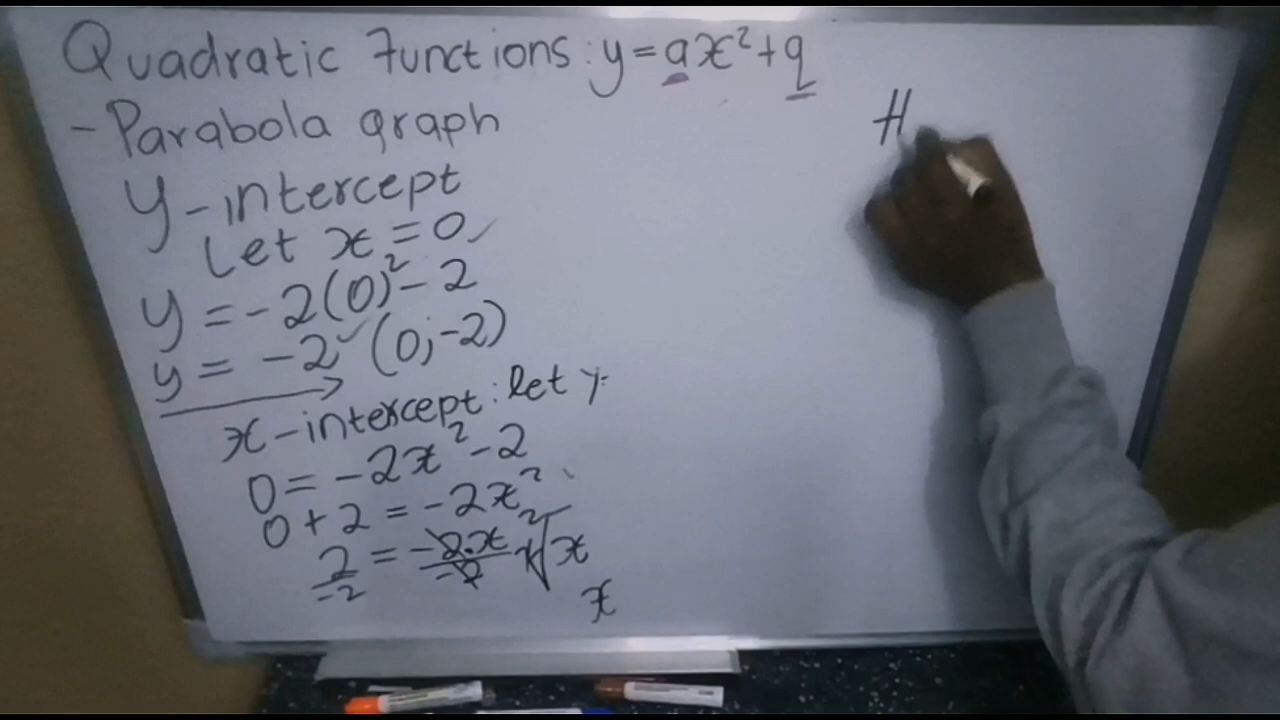 Quadratic Functions: y=ax²+q
- Parabola graph
y-intercept
Let x=0
y = -2(0)² - 2
y = -2 (0;-2)
x-intercept: let y
0 = -2x² - 2
0 + 2 = -2x²
2/-2 = -2x²/-2 x
x
H